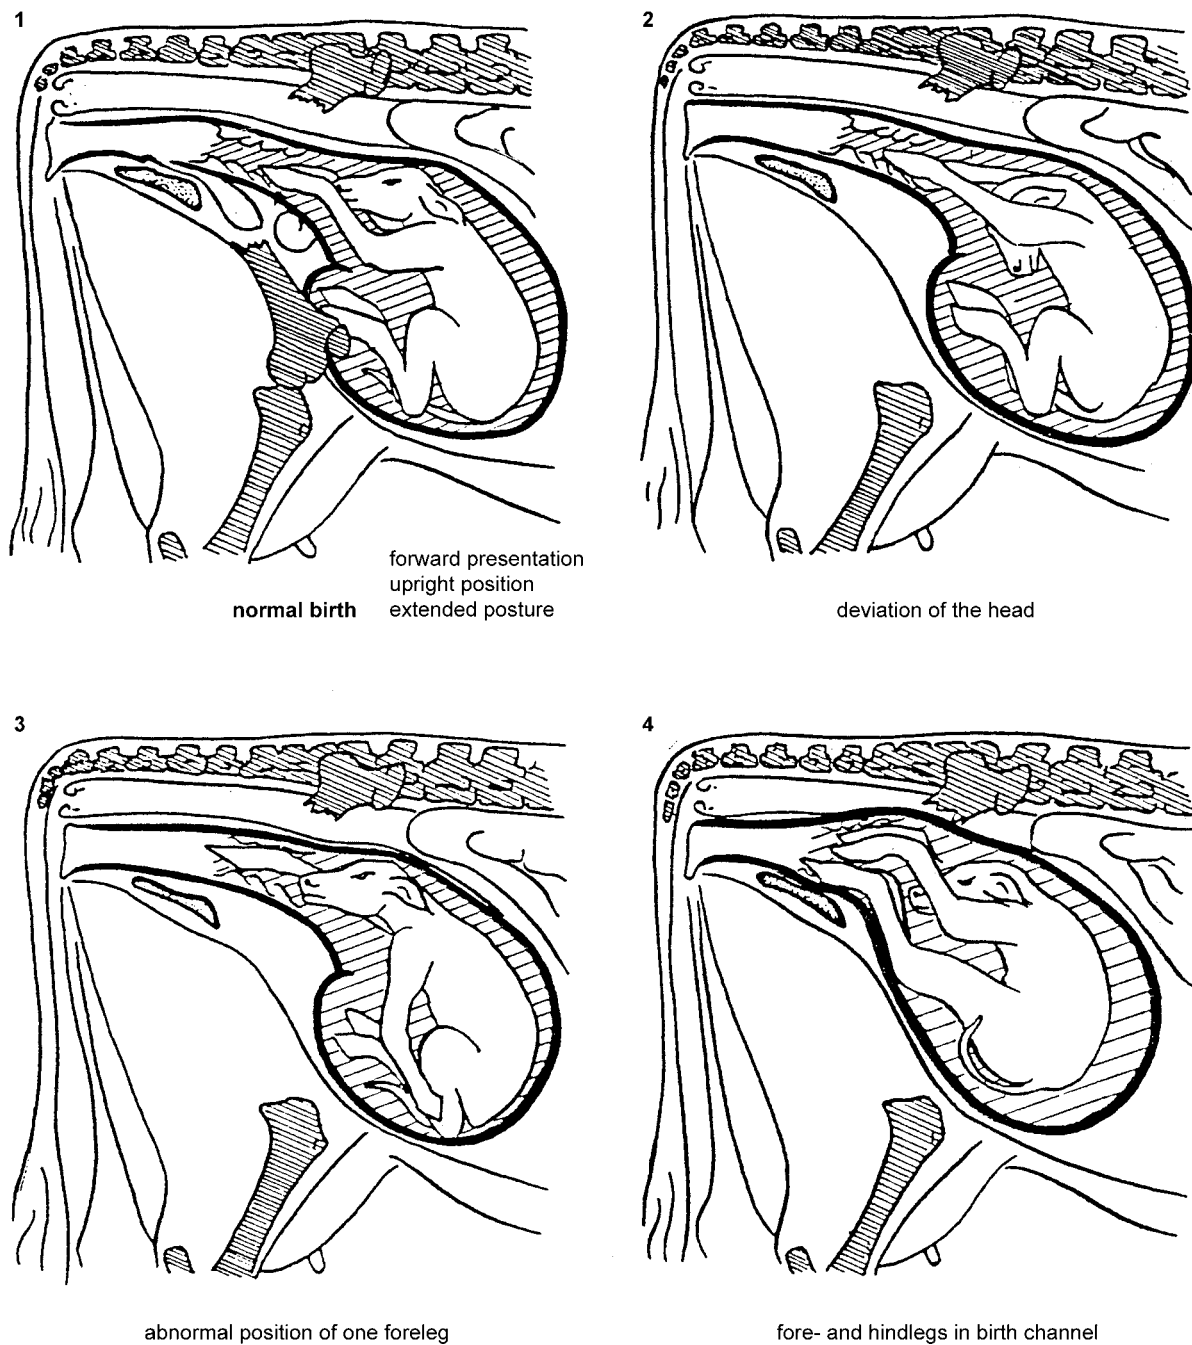 1
2
forward presentation
upright position
normal birth extended posture
deviation of the head
3
4
abnormal position of one foreleg
fore- and hindlegs in birth channel